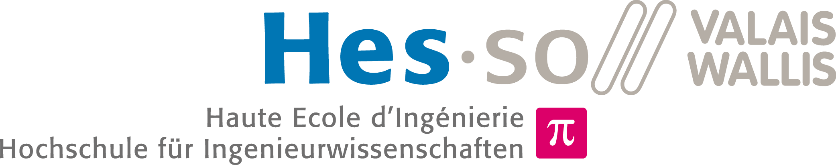 Hes·so VALAIS
WALLIS
Haute Ecole d'Ingénierie π
Hochschule für Ingenieurwissenschaften